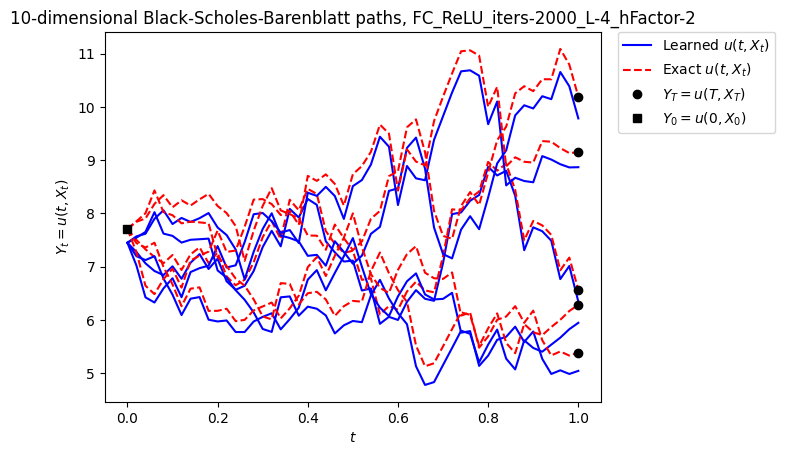 10-dimensional Black-Scholes-Barenblatt paths, FC_ReLU_iters-2000_L-4_hFactor-2
Learned u(t, X_t)
Exact u(t, X_t)
Y_T = u(T, X_T)
Y_0 = u(0, X_0)
Y_t = u(t, X_t)
11
10
9
8
7
6
5
0.0 0.2 0.4 0.6 0.8 1.0
t